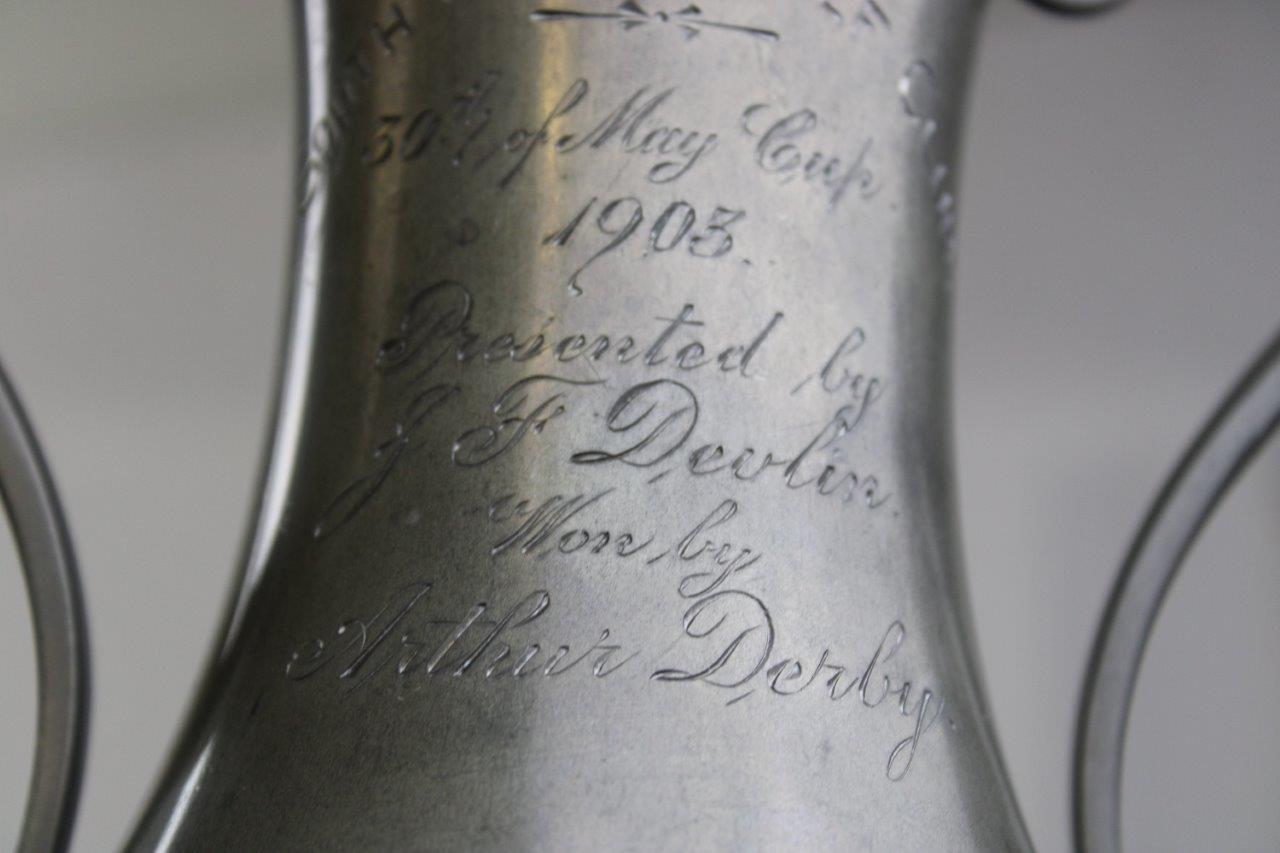 30th of May Cup
1903.
Presented by
J F Devlin.
Won by
Arthur Derby.